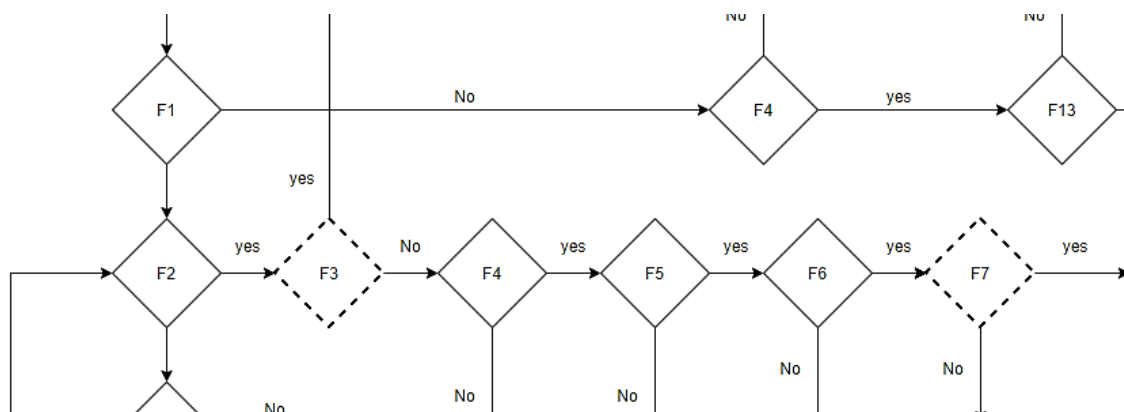 No
No
F1
No
F4
yes
F13
yes
F2
yes
F3
No
F4
yes
F5
yes
F6
yes
F7
yes
No
No
No
No
No